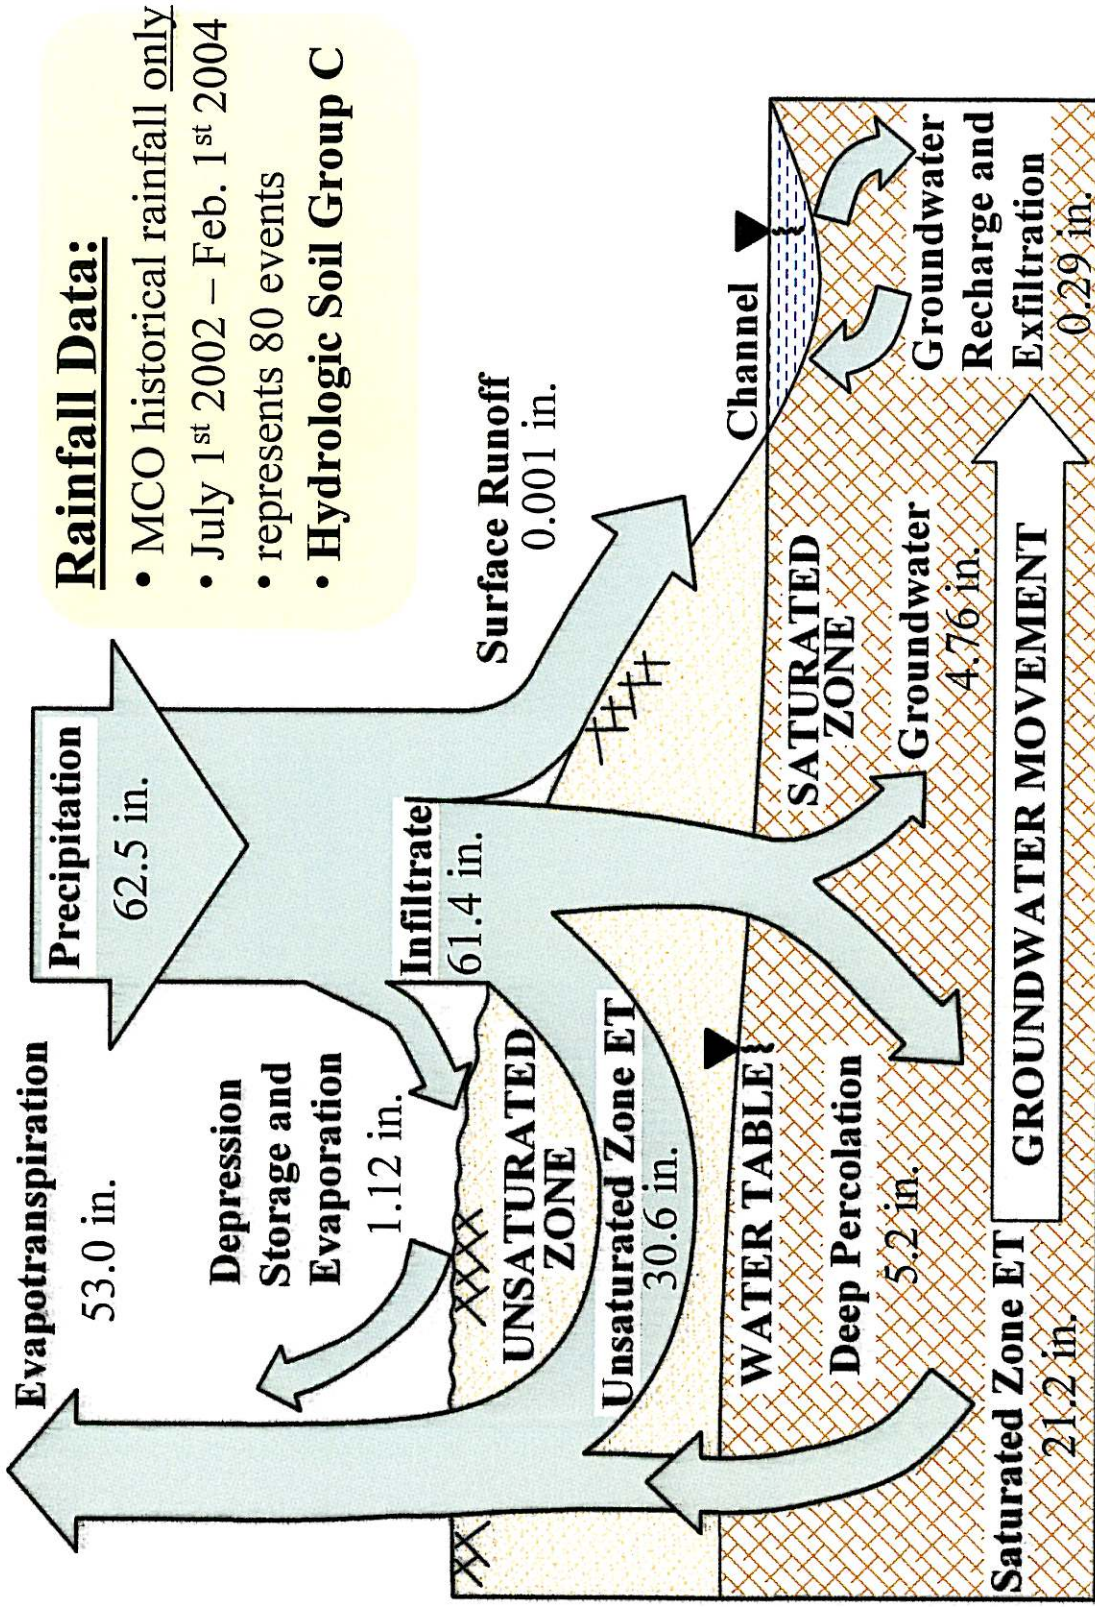 Rainfall Data:
• MCO historical rainfall only
• July 1st 2002 – Feb. 1st 2004
• represents 80 events
• Hydrologic Soil Group C
Evapotranspiration
53.0 in.
Precipitation
62.5 in.
Depression
Storage and
Evaporation
1.12 in.
Infiltrate
61.4 in.
Surface Runoff
0.001 in.
UNSATURATED
ZONE
Unsaturated Zone ET
30.6 in.
Channel
WATER TABLE
SATURATED
ZONE
Deep Percolation
5.2 in.
Groundwater
4.76 in.
Groundwater
Recharge and
Exfiltration
0.29 in.
Saturated Zone ET
21.2 in.
GROUNDWATER MOVEMENT